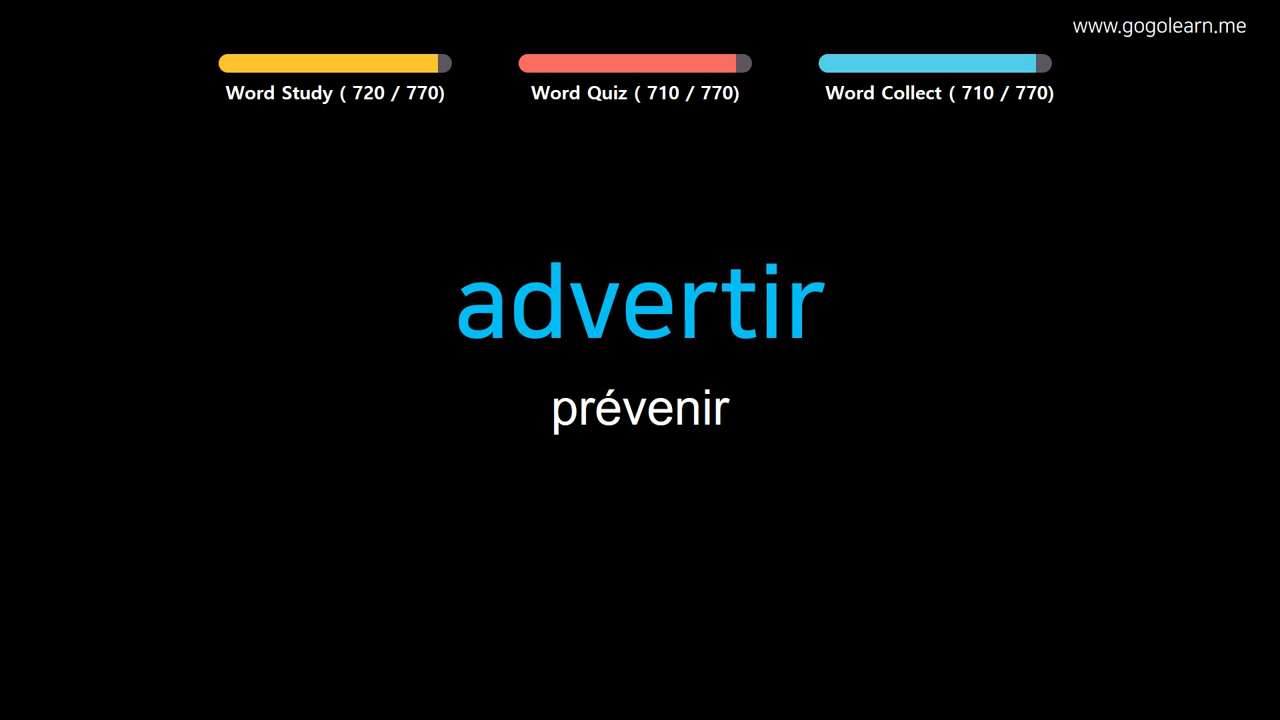 www.gogolearn.me
Word Study ( 720 / 770)
Word Quiz ( 710 / 770)
Word Collect ( 710 / 770)
advertir
prévenir